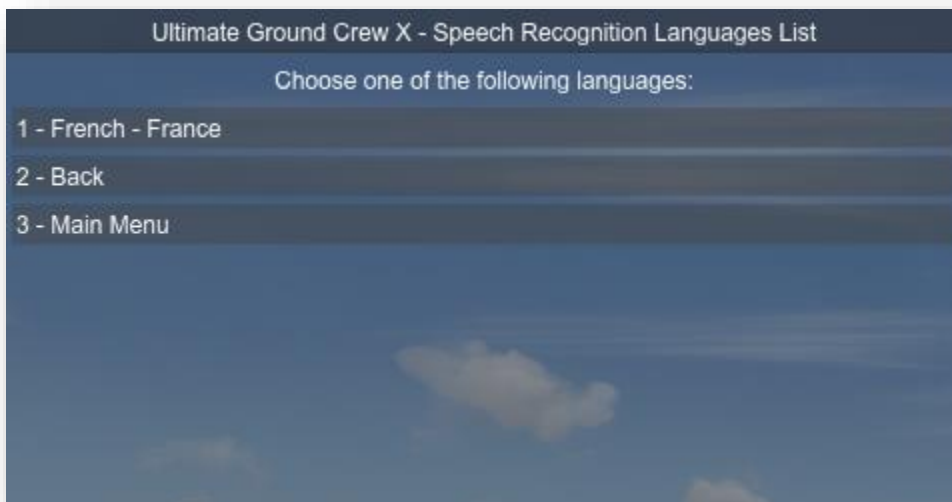 Ultimate Ground Crew X - Speech Recognition Languages List
Choose one of the following languages:
1 - French - France
2 - Back
3 - Main Menu